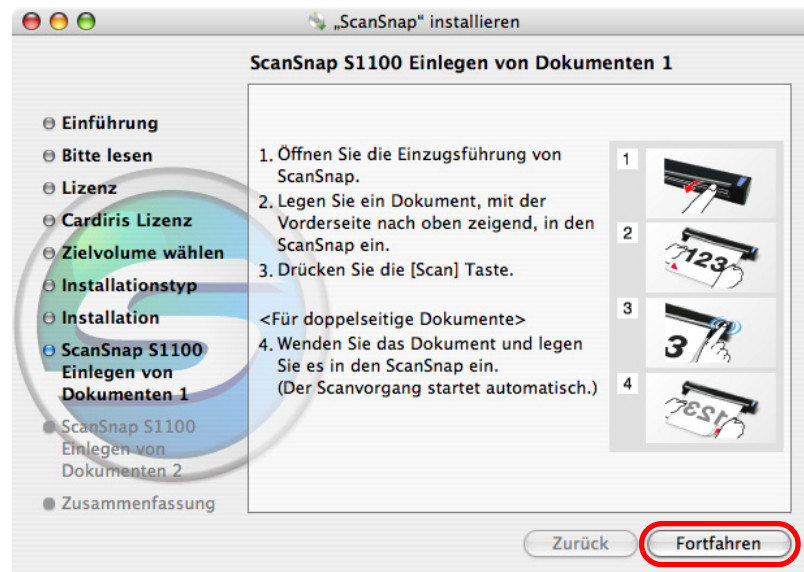 „ScanSnap“ installieren
ScanSnap S1100 Einlegen von Dokumenten 1
Einführung
Bitte lesen
Lizenz
Cardiris Lizenz
Zielvolume wählen
Installationstyp
Installation
ScanSnap S1100
Einlegen von
Dokumenten 1
ScanSnap S1100
Einlegen von
Dokumenten 2
Zusammenfassung
1. Öffnen Sie die Einzugsführung von
ScanSnap.
2. Legen Sie ein Dokument, mit der
Vorderseite nach oben zeigend, in den
ScanSnap ein.
3. Drücken Sie die [Scan] Taste.
<Für doppelseitige Dokumente>
4. Wenden Sie das Dokument und legen
Sie es in den ScanSnap ein.
(Der Scanvorgang startet automatisch.)
1
2
123
3
3
4
123
Zurück
Fortfahren